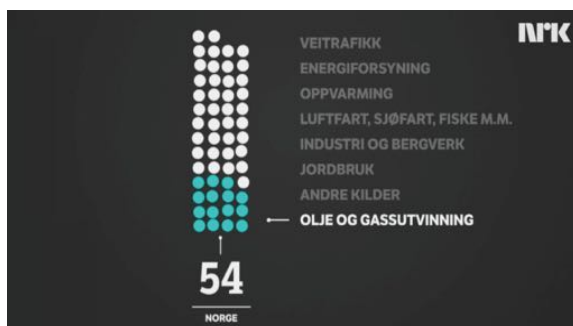 NRK
VEITRAFIKK
ENERGIFORSYNING
OPPVARMING
LUFTFART, SJØFART, FISKE M.M.
INDUSTRI OG BERGVERK
JORDBRUK
ANDRE KILDER
OLJE OG GASSUTVINNING
54
NORGE